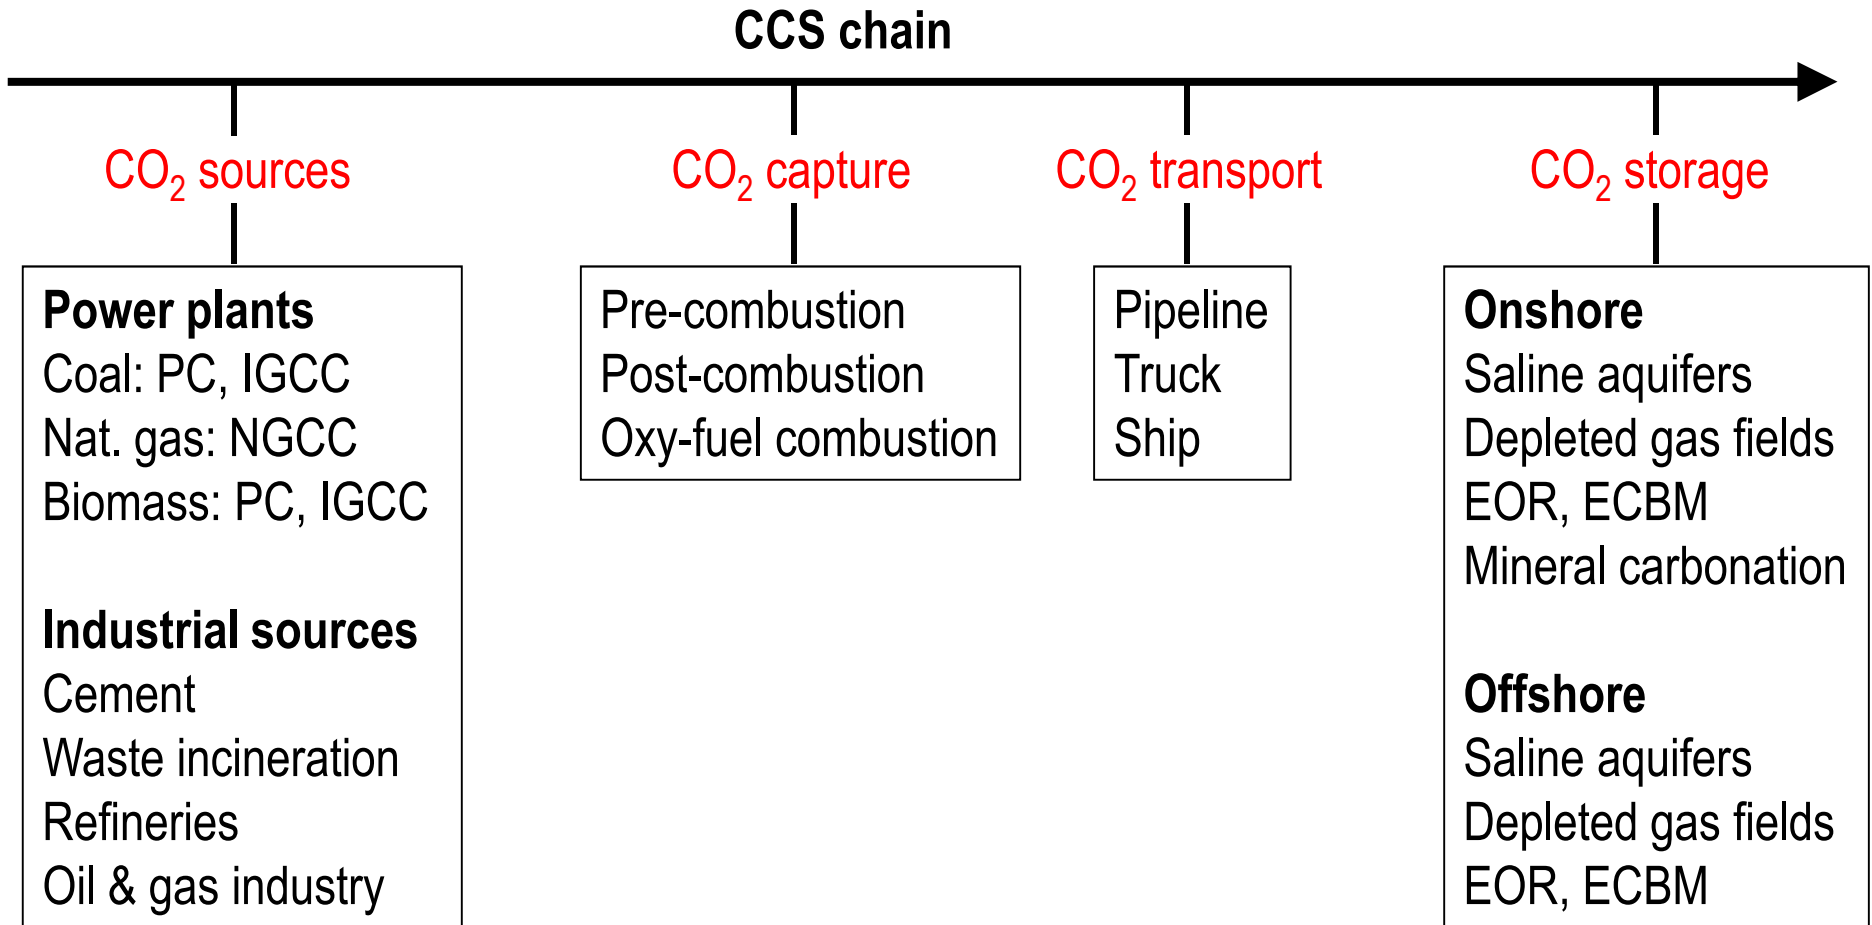 CCS chain
CO₂ sources
CO₂ capture
CO₂ transport
CO₂ storage
Power plants
Coal: PC, IGCC
Nat. gas: NGCC
Biomass: PC, IGCC
Industrial sources
Cement
Waste incineration
Refineries
Oil & gas industry
Pre-combustion
Post-combustion
Oxy-fuel combustion
Pipeline
Truck
Ship
Onshore
Saline aquifers
Depleted gas fields
EOR, ECBM
Mineral carbonation
Offshore
Saline aquifers
Depleted gas fields
EOR, ECBM